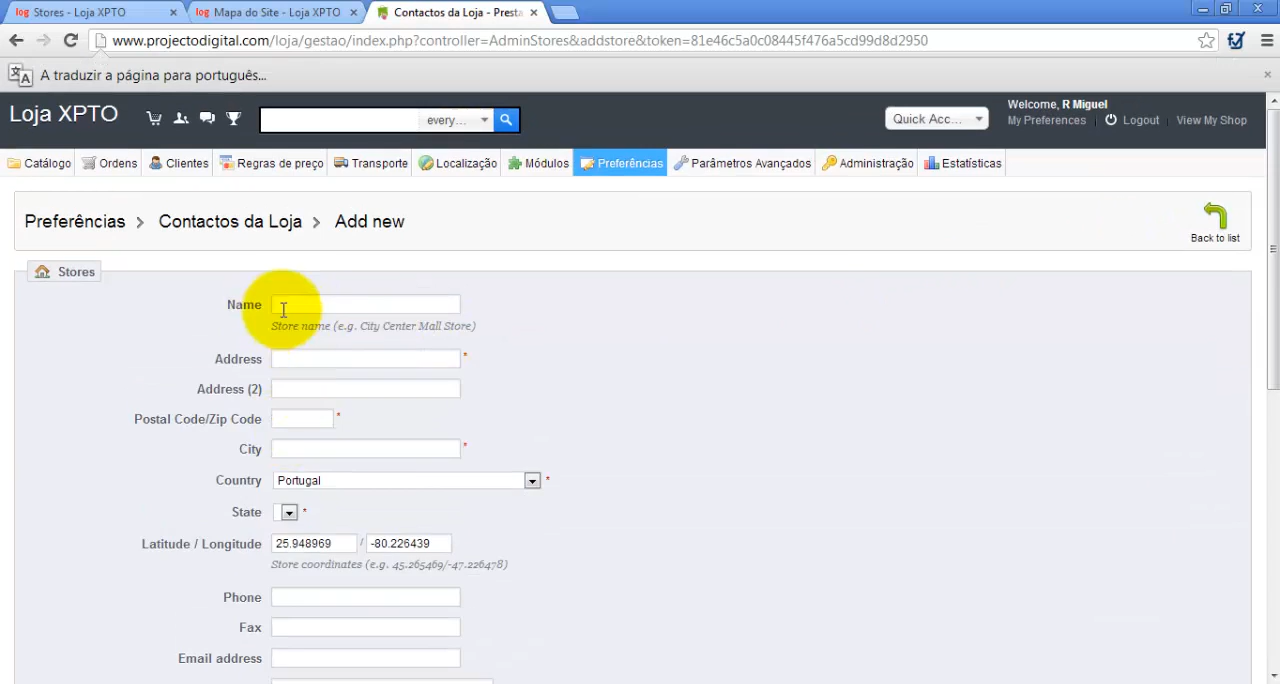 Stores - Loja XPTO
Mapa do Site - Loja XPTO
Contactos da Loja - Presta
www.projectodigital.com/loja/gestao/index.php?controller=AdminStores&addstore&token=81e46c5a0c08445f476a5cd99d8d2950
A traduzir a página para português...
Loja XPTO
every...
Quick Acc...
Welcome, R Miguel
My Preferences
Logout
View My Shop
Catálogo
Ordens
Clientes
Regras de preço
Transporte
Localização
Módulos
Preferências
Parâmetros Avançados
Administração
Estatísticas
Preferências > Contactos da Loja > Add new
Back to list
Stores
Name
Store name (e.g. City Center Mall Store)
Address *
Address (2)
Postal Code/Zip Code *
City *
Country Portugal *
State *
Latitude / Longitude 25.948969 / -80.226439
Store coordinates (e.g. 45.265469/-47.226478)
Phone
Fax
Email address